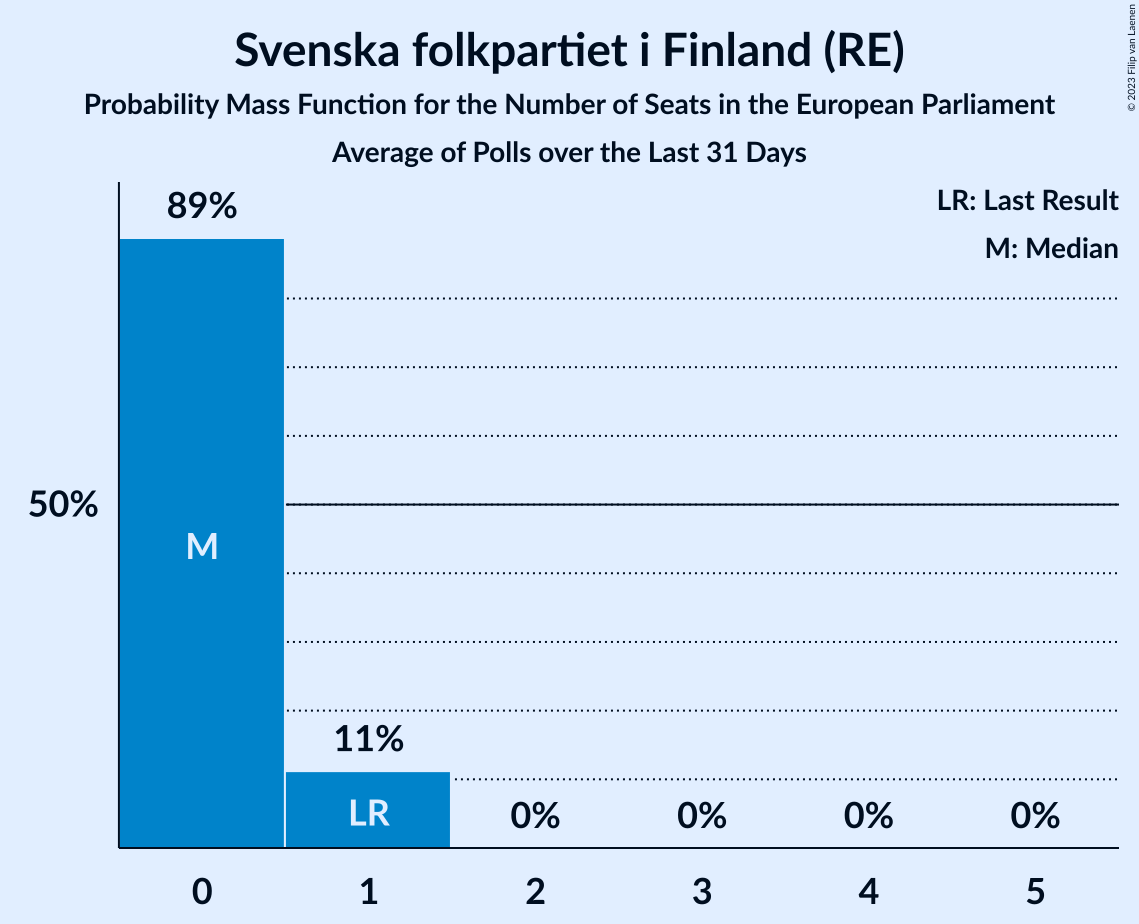 Svenska folkpartiet i Finland (RE)
Probability Mass Function for the Number of Seats in the European Parliament
Average of Polls over the Last 31 Days
© 2023 Filip van Laenen
LR: Last Result
M: Median
89%
50%
M
11%
LR
0% 0% 0% 0%
0 1 2 3 4 5